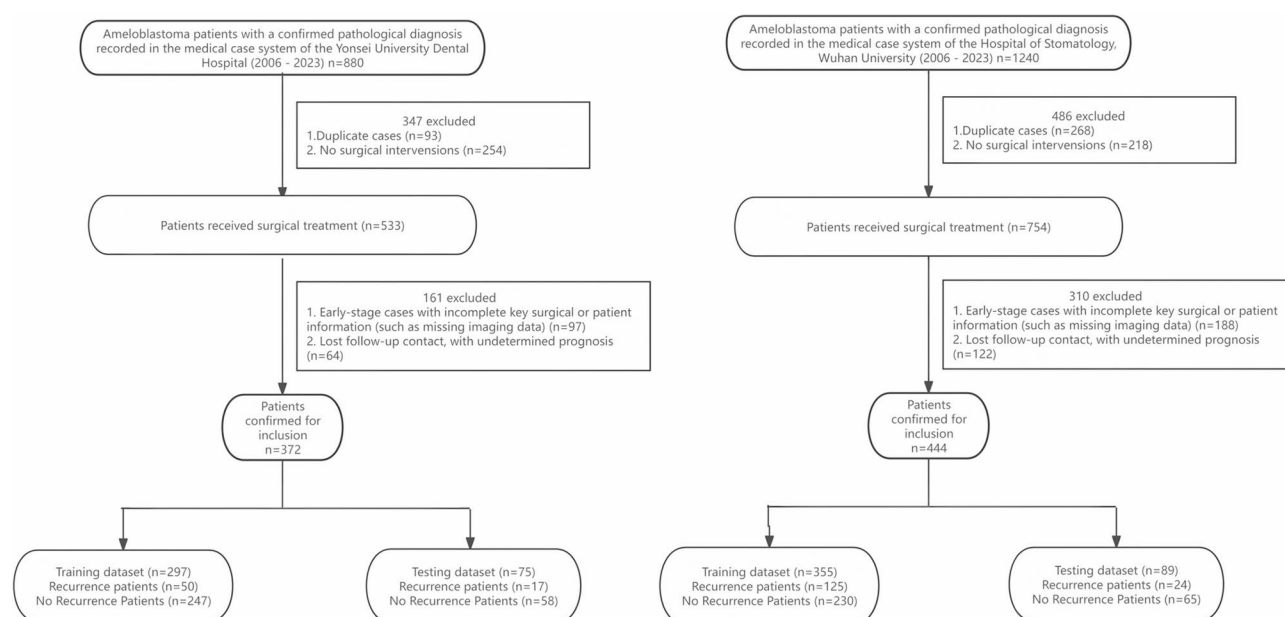 Ameloblastoma patients with a confirmed pathological diagnosis
recorded in the medical case system of the Yonsei University Dental
Hospital (2006 - 2023) n=880
347 excluded
1.Duplicate cases (n=93)
2. No surgical intervensions (n=254)
Patients received surgical treatment (n=533)
161 excluded
1. Early-stage cases with incomplete key surgical or patient
information (such as missing imaging data) (n=97)
2. Lost follow-up contact, with undetermined prognosis
(n=64)
Patients
confirmed for
inclusion
n=372
Training dataset (n=297)
Recurrence patients (n=50)
No Recurrence Patients (n=247)
Testing dataset (n=75)
Recurrence patients (n=17)
No Recurrence Patients (n=58)
Ameloblastoma patients with a confirmed pathological diagnosis
recorded in the medical case system of the Hospital of Stomatology,
Wuhan University (2006 - 2023) n=1240
486 excluded
1.Duplicate cases (n=268)
2. No surgical intervensions (n=218)
Patients received surgical treatment (n=754)
310 excluded
1. Early-stage cases with incomplete key surgical or patient
information (such as missing imaging data) (n=188)
2. Lost follow-up contact, with undetermined prognosis
(n=122)
Patients
confirmed for
inclusion
n=444
Training dataset (n=355)
Recurrence patients (n=125)
No Recurrence Patients (n=230)
Testing dataset (n=89)
Recurrence patients (n=24)
No Recurrence Patients (n=65)